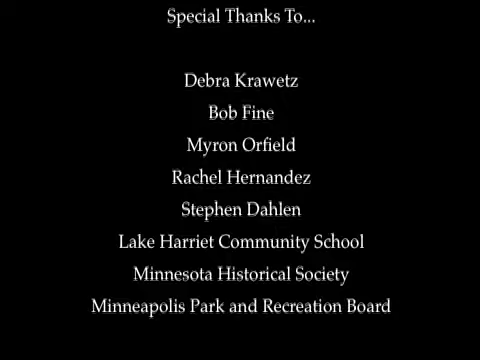 Special Thanks To...
Debra Krawetz
Bob Fine
Myron Orfield
Rachel Hernandez
Stephen Dahlen
Lake Harriet Community School
Minnesota Historical Society
Minneapolis Park and Recreation Board